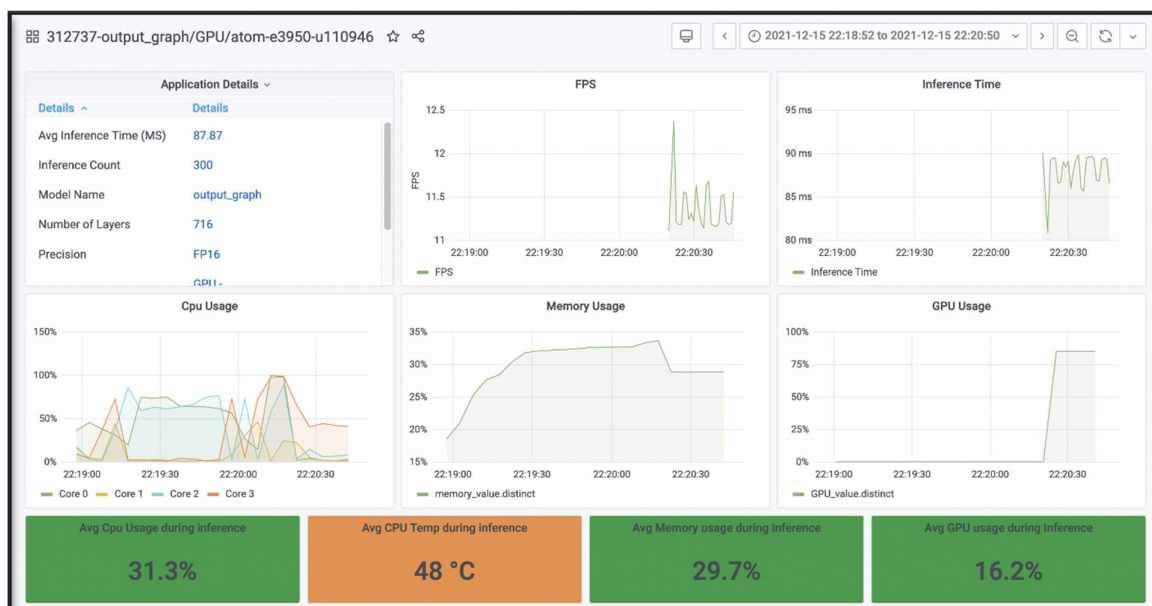 312737-output_graph/GPU/atom-e3950-u110946
2021-12-15 22:18:52 to 2021-12-15 22:20:50
Application Details
Details Details
Avg Inference Time (MS) 87.87
Inference Count 300
Model Name output_graph
Number of Layers 716
Precision FP16
GPU -
FPS
12.5
12
11.5
11
FPS
22:19:00 22:19:30 22:20:00 22:20:30
FPS
Inference Time
95 ms
90 ms
85 ms
80 ms
22:19:00 22:19:30 22:20:00 22:20:30
Inference Time
Cpu Usage
150%
100%
50%
0%
22:19:00 22:19:30 22:20:00 22:20:30
Core 0 Core 1 Core 2 Core 3
Memory Usage
35%
30%
25%
20%
15%
22:19:00 22:19:30 22:20:00 22:20:30
memory_value.distinct
GPU Usage
100%
75%
50%
25%
0%
22:19:00 22:19:30 22:20:00 22:20:30
GPU_value.distinct
Avg Cpu Usage during inference
31.3%
Avg CPU Temp during inference
48 °C
Avg Memory usage during Inference
29.7%
Avg GPU usage during Inference
16.2%